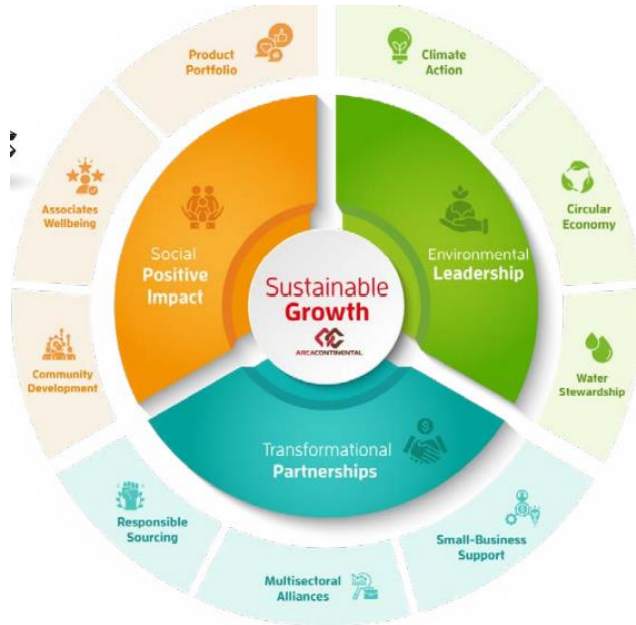 Product
Portfolio
Climate
Action
Associates
Wellbeing
Circular
Economy
Social
Positive
Impact
Environmental
Leadership
Sustainable
Growth
ARCACONTINENTAL
Community
Development
Water
Stewardship
Transformational
Partnerships
Responsible
Sourcing
Small-Business
Support
Multisectoral
Alliances